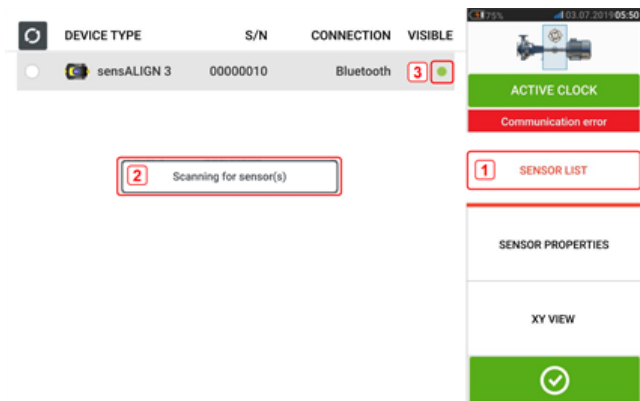 75% 03.07.2019 05:50
DEVICE TYPE S/N CONNECTION VISIBLE
sensALIGN 3 00000010 Bluetooth 3
ACTIVE CLOCK
Communication error
2 Scanning for sensor(s)
1 SENSOR LIST
SENSOR PROPERTIES
XY VIEW